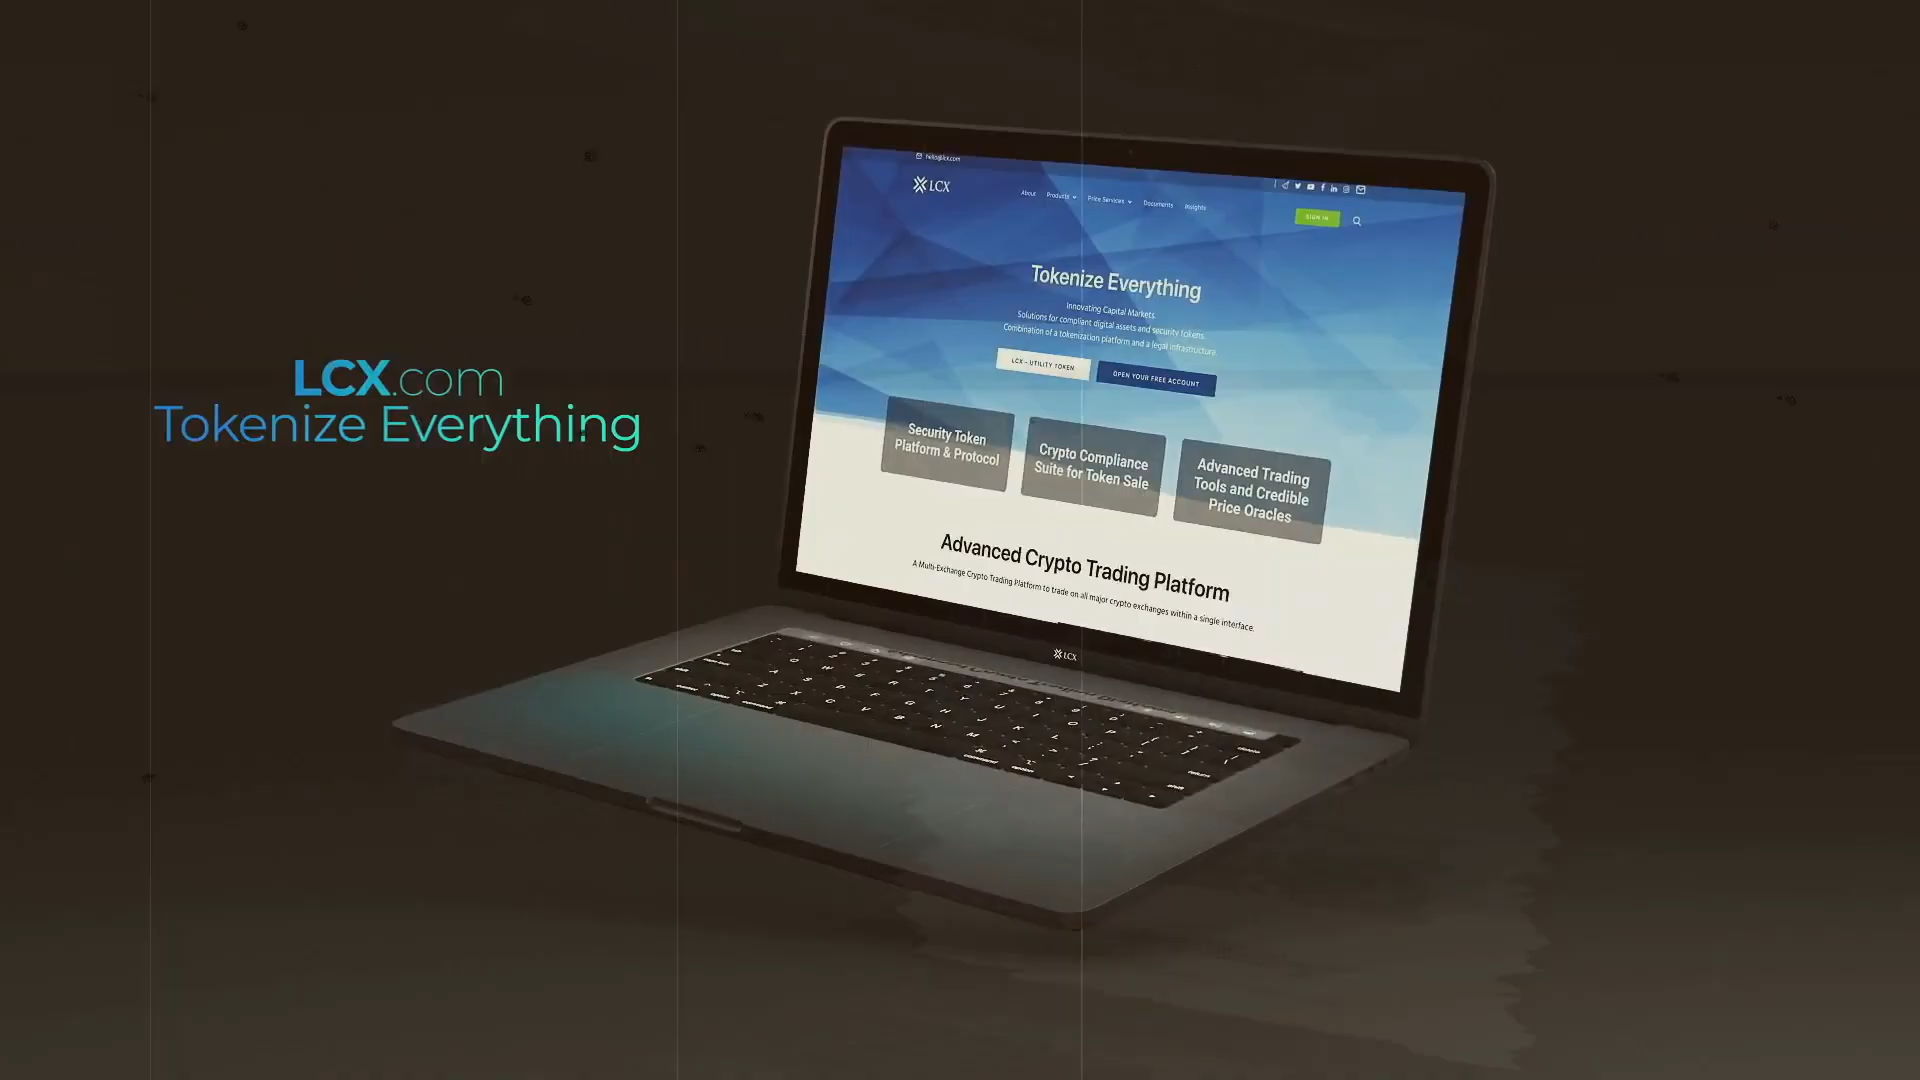 LCX.com
Tokenize Everything
hello@lcx.com
LCX
About Products Price Services Documents Insights
SIGN IN
Tokenize Everything
Innovating Capital Markets.
Solutions for compliant digital assets and security tokens.
Combination of a tokenization platform and a legal infrastructure
LCX - UTILITY TOKEN
OPEN YOUR FREE ACCOUNT
Security Token
Platform & Protocol
Crypto Compliance
Suite for Token Sale
Advanced Trading
Tools and Credible
Price Oracles
Advanced Crypto Trading Platform
A Multi-Exchange Crypto Trading Platform to trade on all major crypto exchanges within a single interface.
LCX